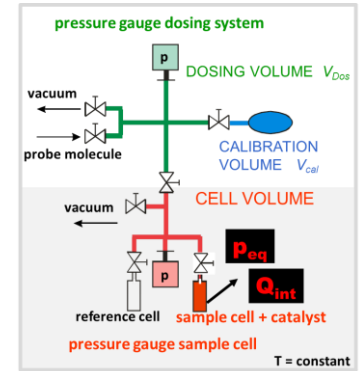 pressure gauge dosing system
p
DOSING VOLUME V_Dos
vacuum
probe molecule
CALIBRATION
VOLUME V_cal
CELL VOLUME
vacuum
p_eq
p
Q_int
reference cell
sample cell + catalyst
pressure gauge sample cell
T = constant